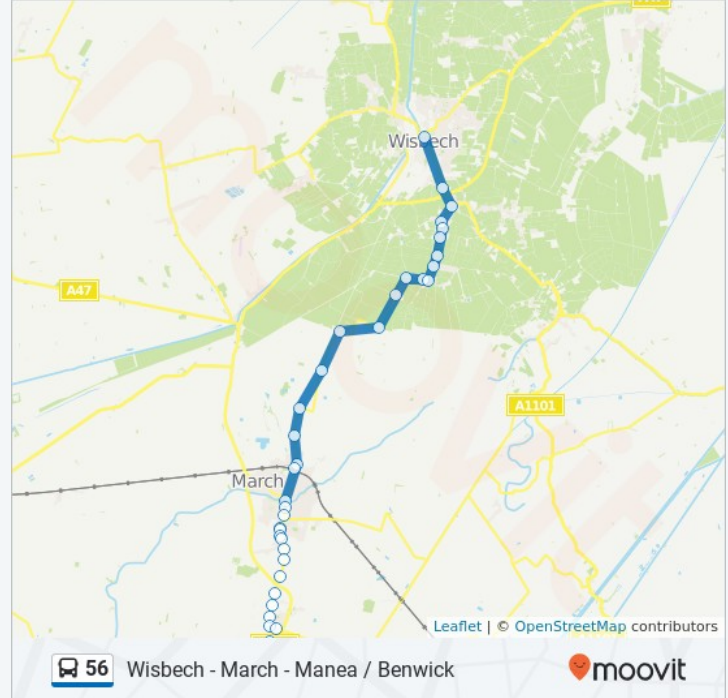 Wisbech
A47
A1101
March
Leaflet | © OpenStreetMap contributors
56 Wisbech - March - Manea / Benwick
moovit